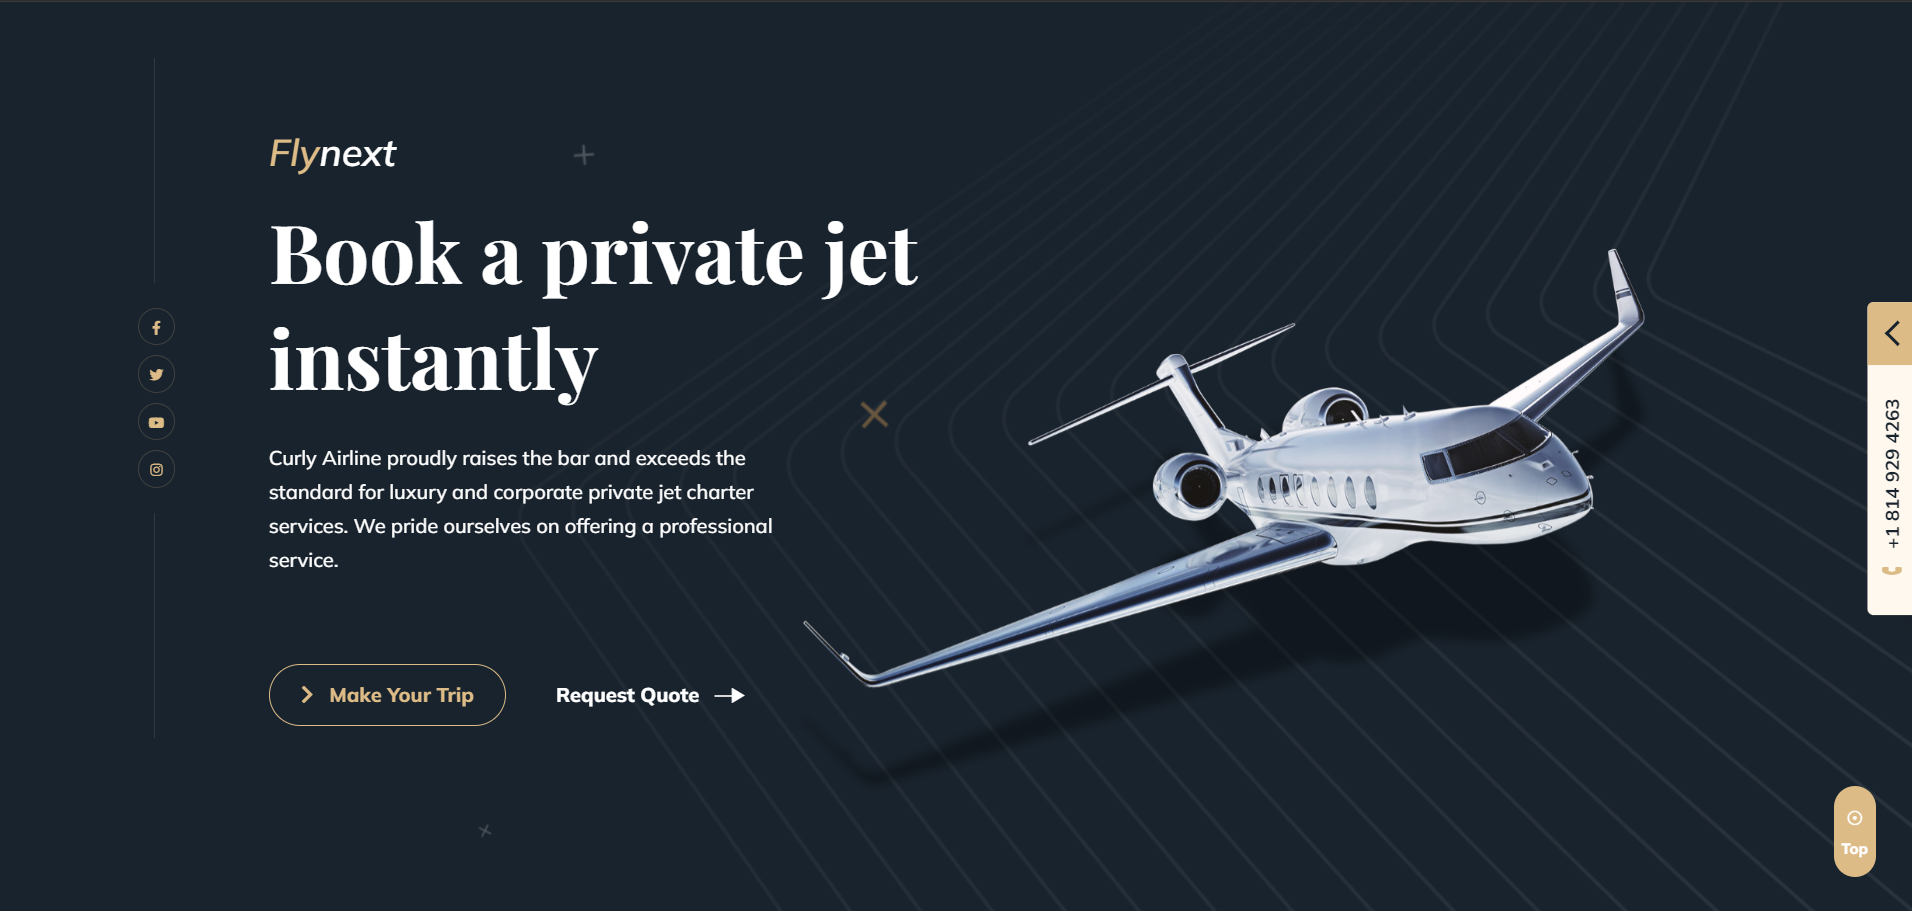 Flynext
Book a private jet
instantly
Curly Airline proudly raises the bar and exceeds the
standard for luxury and corporate private jet charter
services. We pride ourselves on offering a professional
service.
Make Your Trip
Request Quote
+1 814 929 4263
Top